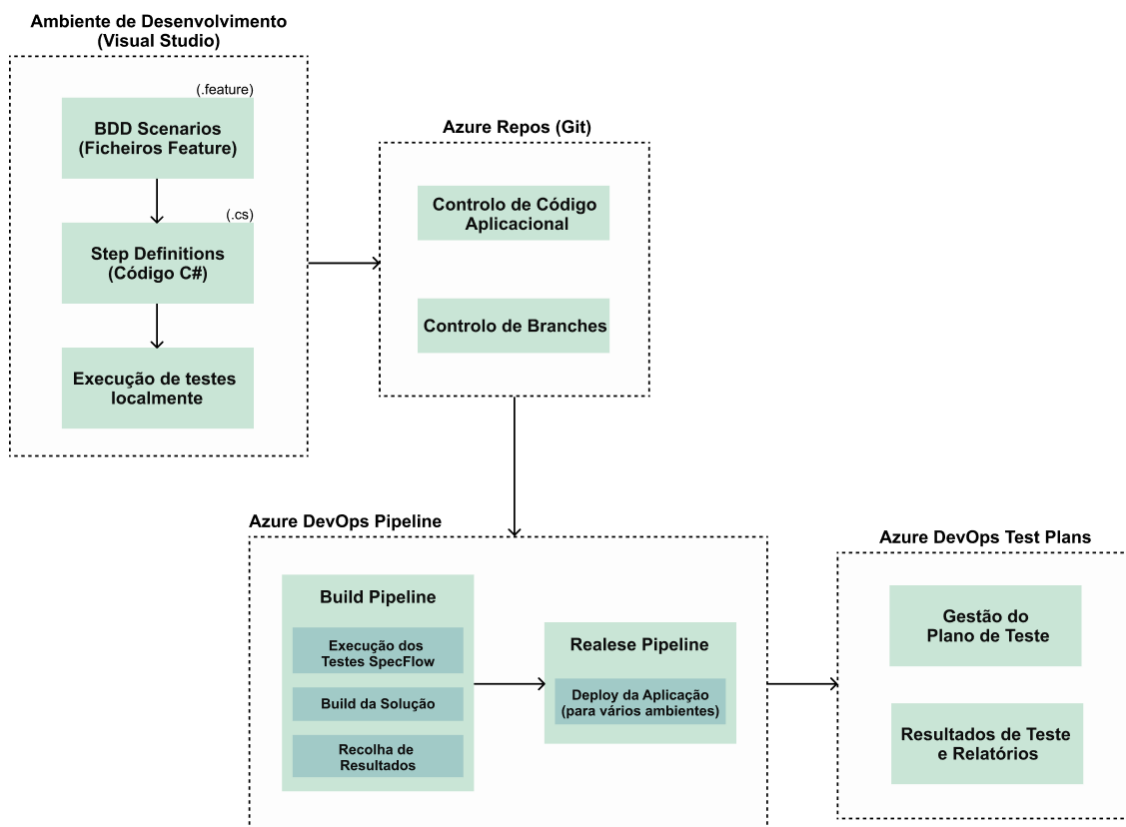 Ambiente de Desenvolvimento
(Visual Studio)
(.feature)
BDD Scenarios
(Ficheiros Feature)
(.cs)
Step Definitions
(Código C#)
Execução de testes
localmente
Azure Repos (Git)
Controlo de Código
Aplicacional
Controlo de Branches
Azure DevOps Pipeline
Build Pipeline
Execução dos
Testes SpecFlow
Build da Solução
Recolha de
Resultados
Realese Pipeline
Deploy da Aplicação
(para vários ambientes)
Azure DevOps Test Plans
Gestão do
Plano de Teste
Resultados de Teste
e Relatórios